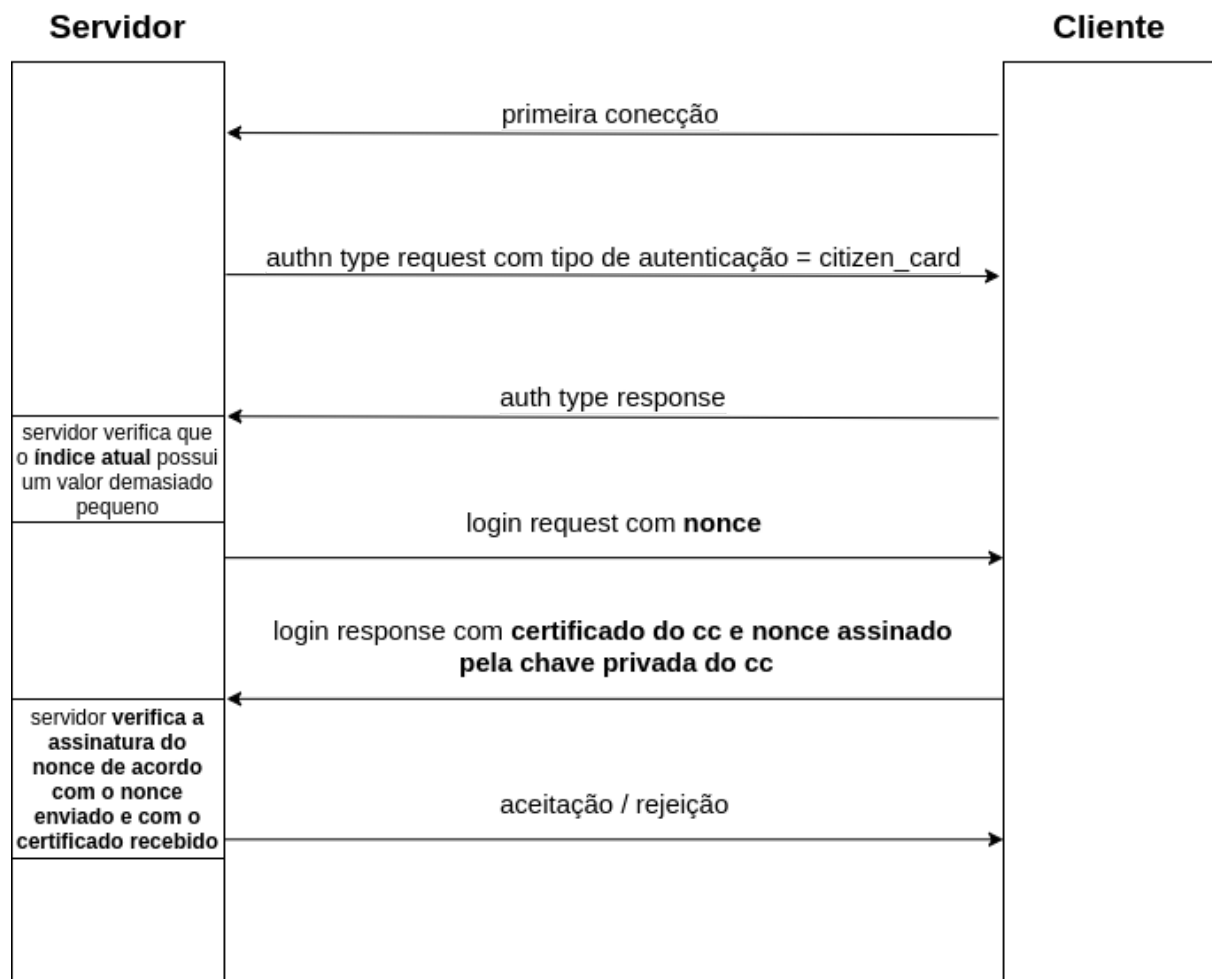 Servidor
Cliente
primeira conecção
authn type request com tipo de autenticação = citizen_card
auth type response
servidor verifica que
o índice atual possui
um valor demasiado
pequeno
login request com nonce
login response com certificado do cc e nonce assinado
pela chave privada do cc
servidor verifica a
assinatura do
nonce de acordo
com o nonce
enviado e com o
certificado recebido
aceitação / rejeição